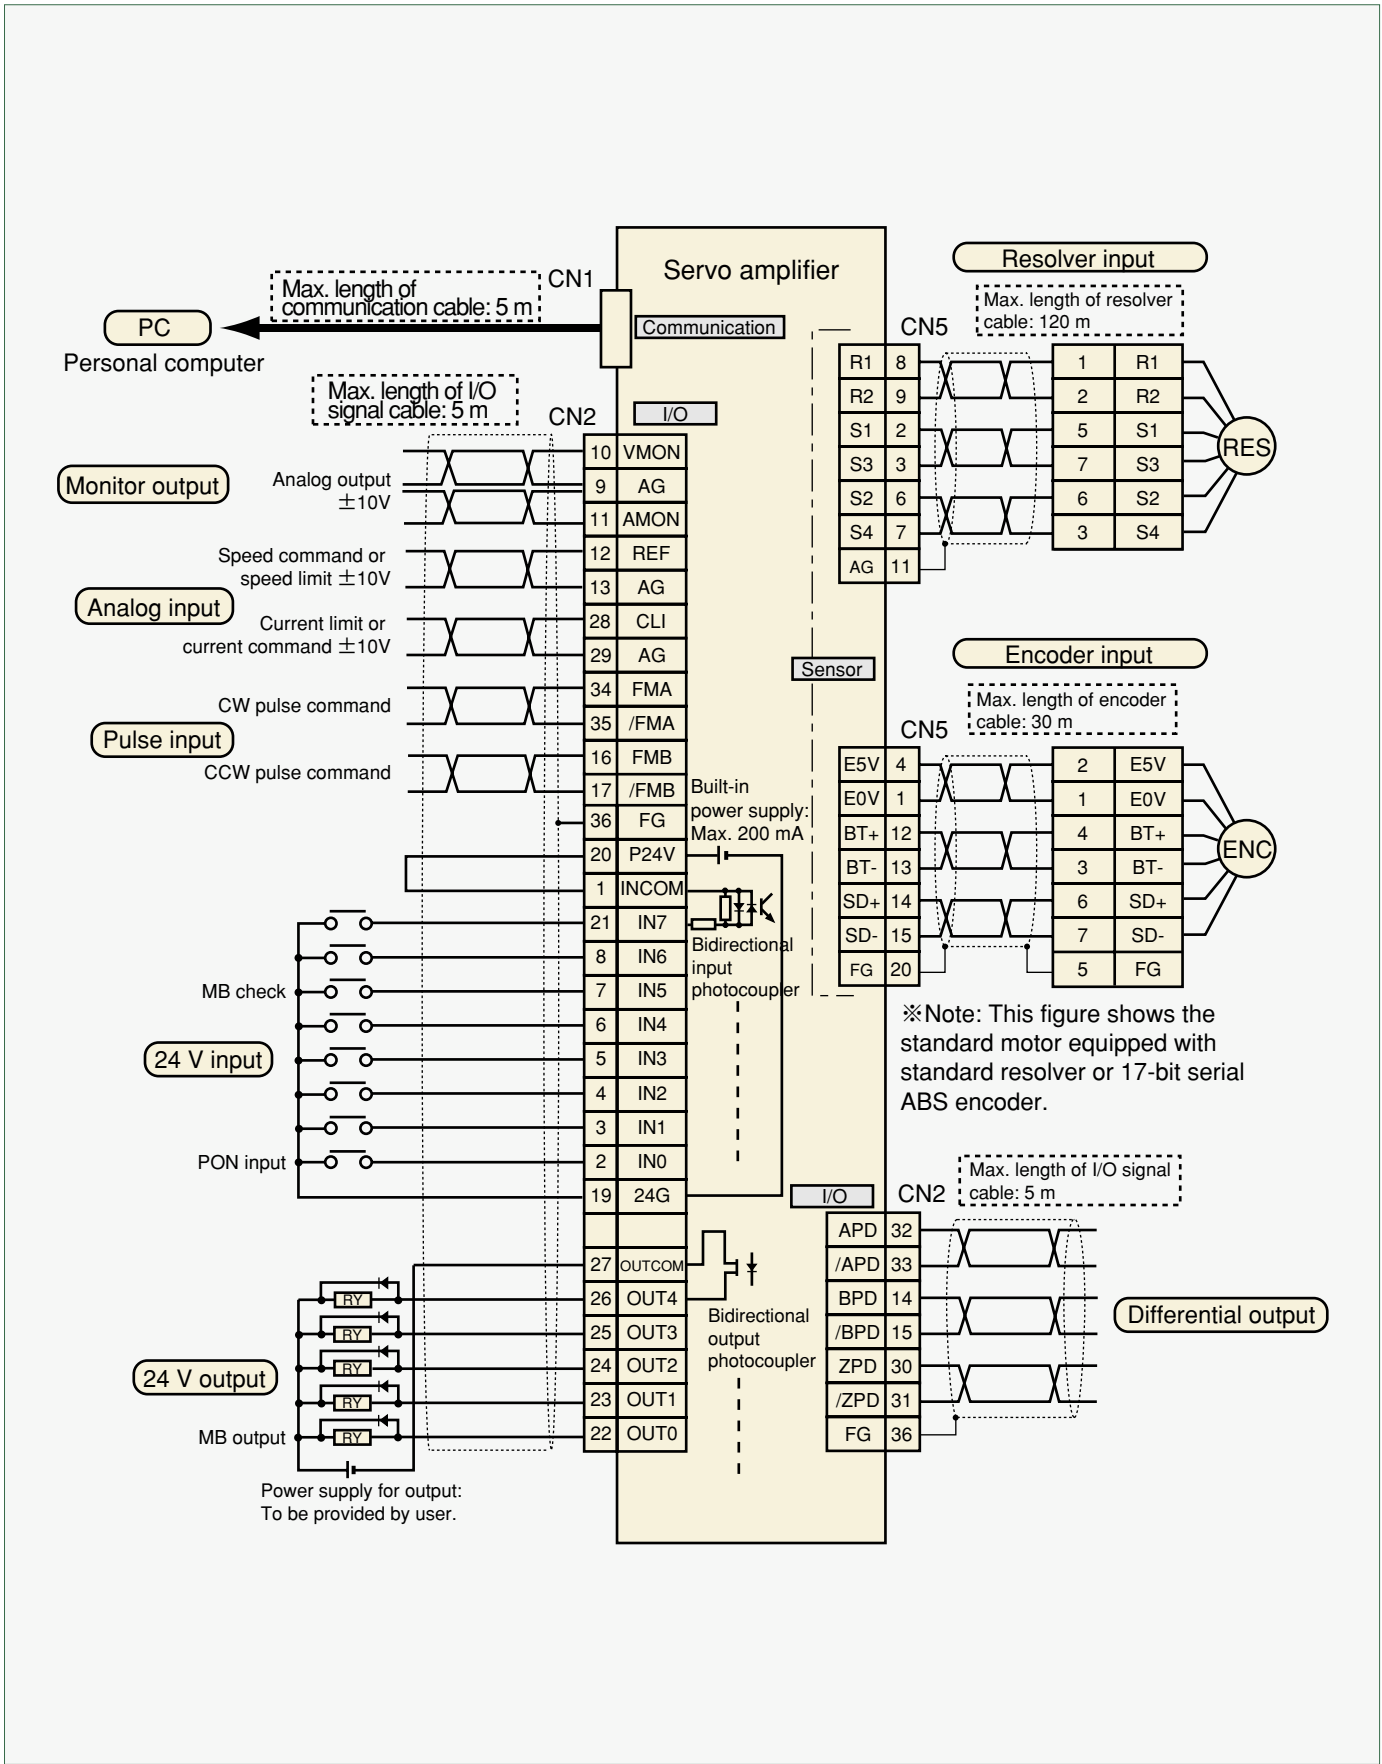 Servo amplifier
CN1
Max. length of
communication cable: 5 m
PC
Personal computer
Communication
Max. length of I/O
signal cable: 5 m
CN2
I/O
Monitor output
Analog output
±10V
10 VMON
9 AG
11 AMON
Speed command or
speed limit ±10V
12 REF
13 AG
Analog input
Current limit or
current command ±10V
28 CLI
29 AG
CW pulse command
34 FMA
35 /FMA
Pulse input
CCW pulse command
16 FMB
17 /FMB
36 FG
Built-in
power supply:
Max. 200 mA
20 P24V
1 INCOM
21 IN7
8 IN6
MB check
7 IN5
6 IN4
24 V input
5 IN3
4 IN2
3 IN1
PON input
2 IN0
19 24G
Bidirectional
input
photocoupler
27 OUTCOM
RY 26 OUT4
RY 25 OUT3
RY 24 OUT2
24 V output
RY 23 OUT1
MB output
RY 22 OUT0
Bidirectional
output
photocoupler
Power supply for output:
To be provided by user.
Resolver input
Max. length of resolver
cable: 120 m
CN5
R1 8 1 R1
R2 9 2 R2
S1 2 5 S1
S3 3 7 S3
S2 6 6 S2
S4 7 3 S4
AG 11
RES
Sensor
Encoder input
Max. length of encoder
cable: 30 m
CN5
E5V 4 2 E5V
E0V 1 1 E0V
BT+ 12 4 BT+
BT- 13 3 BT-
SD+ 14 6 SD+
SD- 15 7 SD-
FG 20 5 FG
ENC
※Note: This figure shows the
standard motor equipped with
standard resolver or 17-bit serial
ABS encoder.
I/O
CN2
Max. length of I/O signal
cable: 5 m
APD 32
/APD 33
BPD 14
/BPD 15
ZPD 30
/ZPD 31
FG 36
Differential output